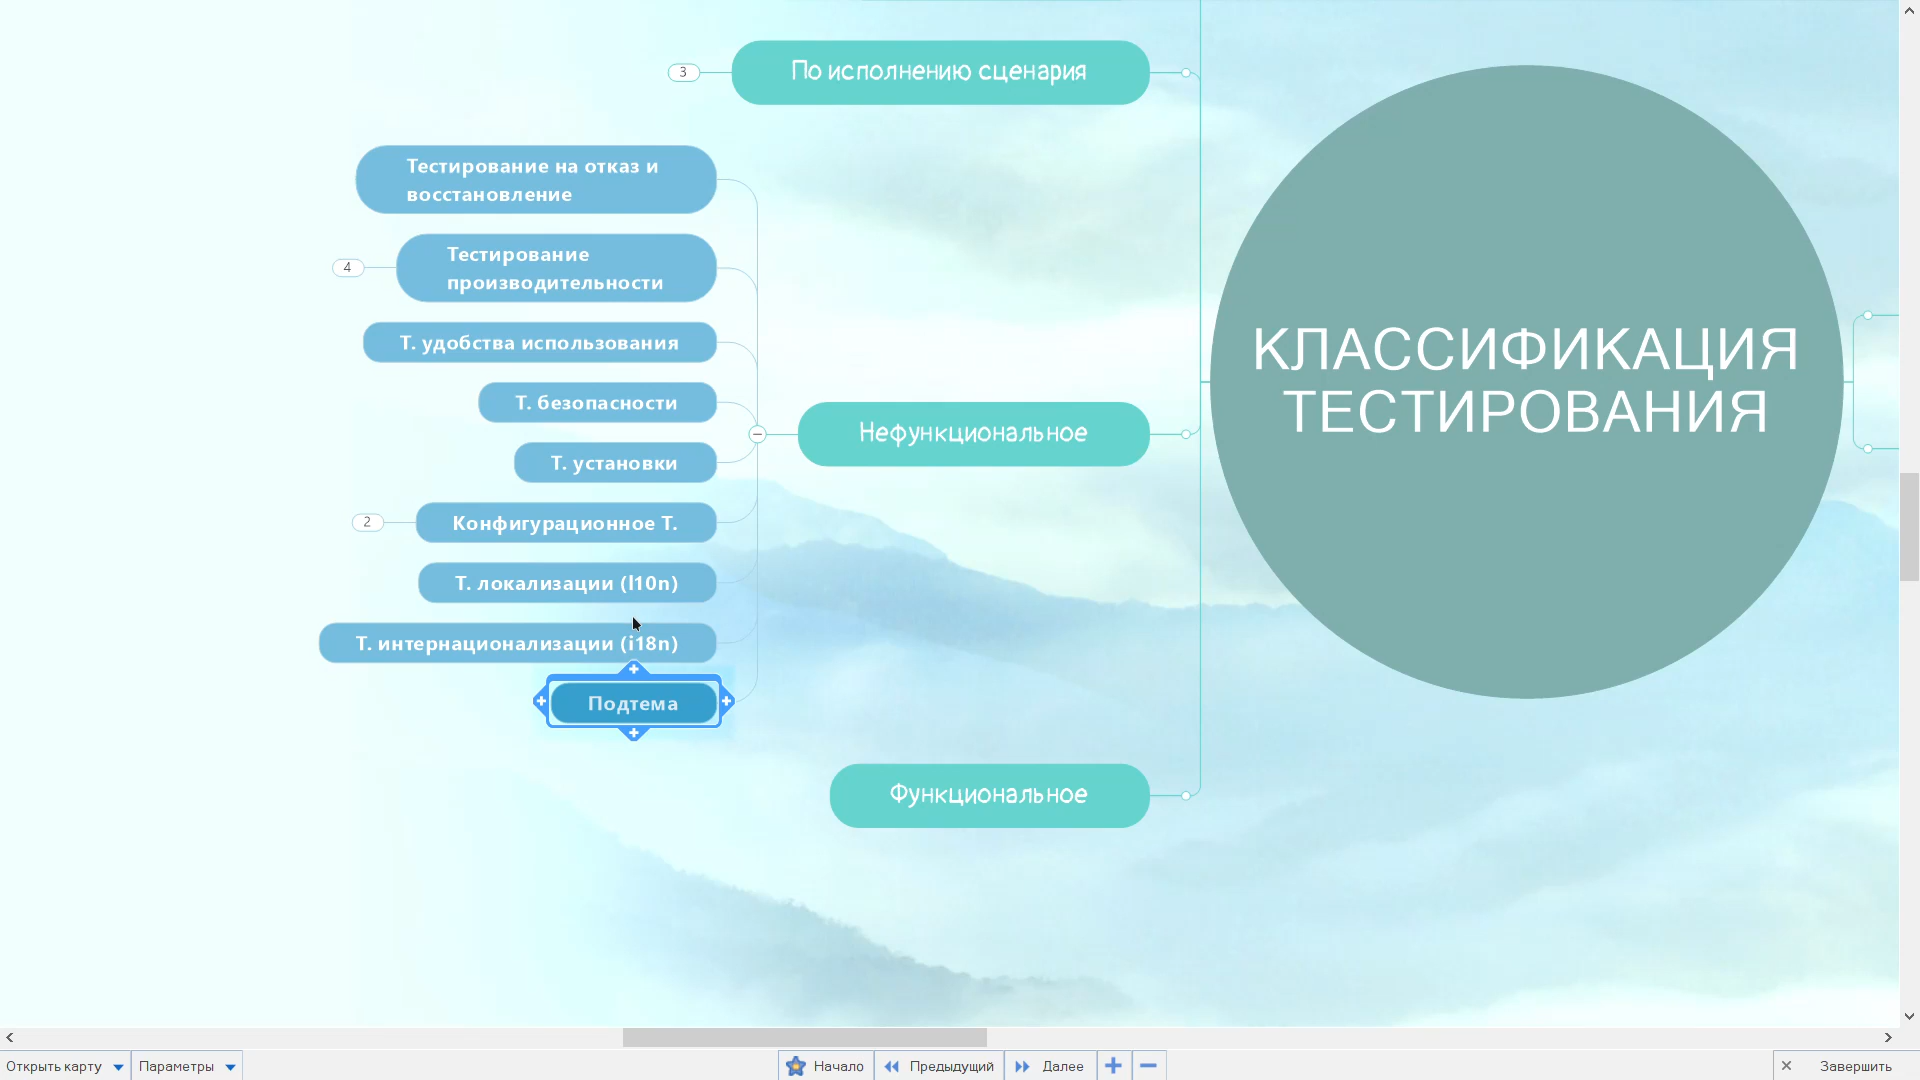 По исполнению сценария
3
Тестирование на отказ и
восстановление
Тестирование
производительности
4
Т. удобства использования
Т. безопасности
Т. установки
Нефункциональное
Конфигурационное Т.
2
Т. локализации (l10n)
Т. интернационализации (i18n)
Подтема
Функциональное
КЛАССИФИКАЦИЯ
ТЕСТИРОВАНИЯ
Открыть карту
Параметры
Начало
Предыдущий
Далее
Завершить